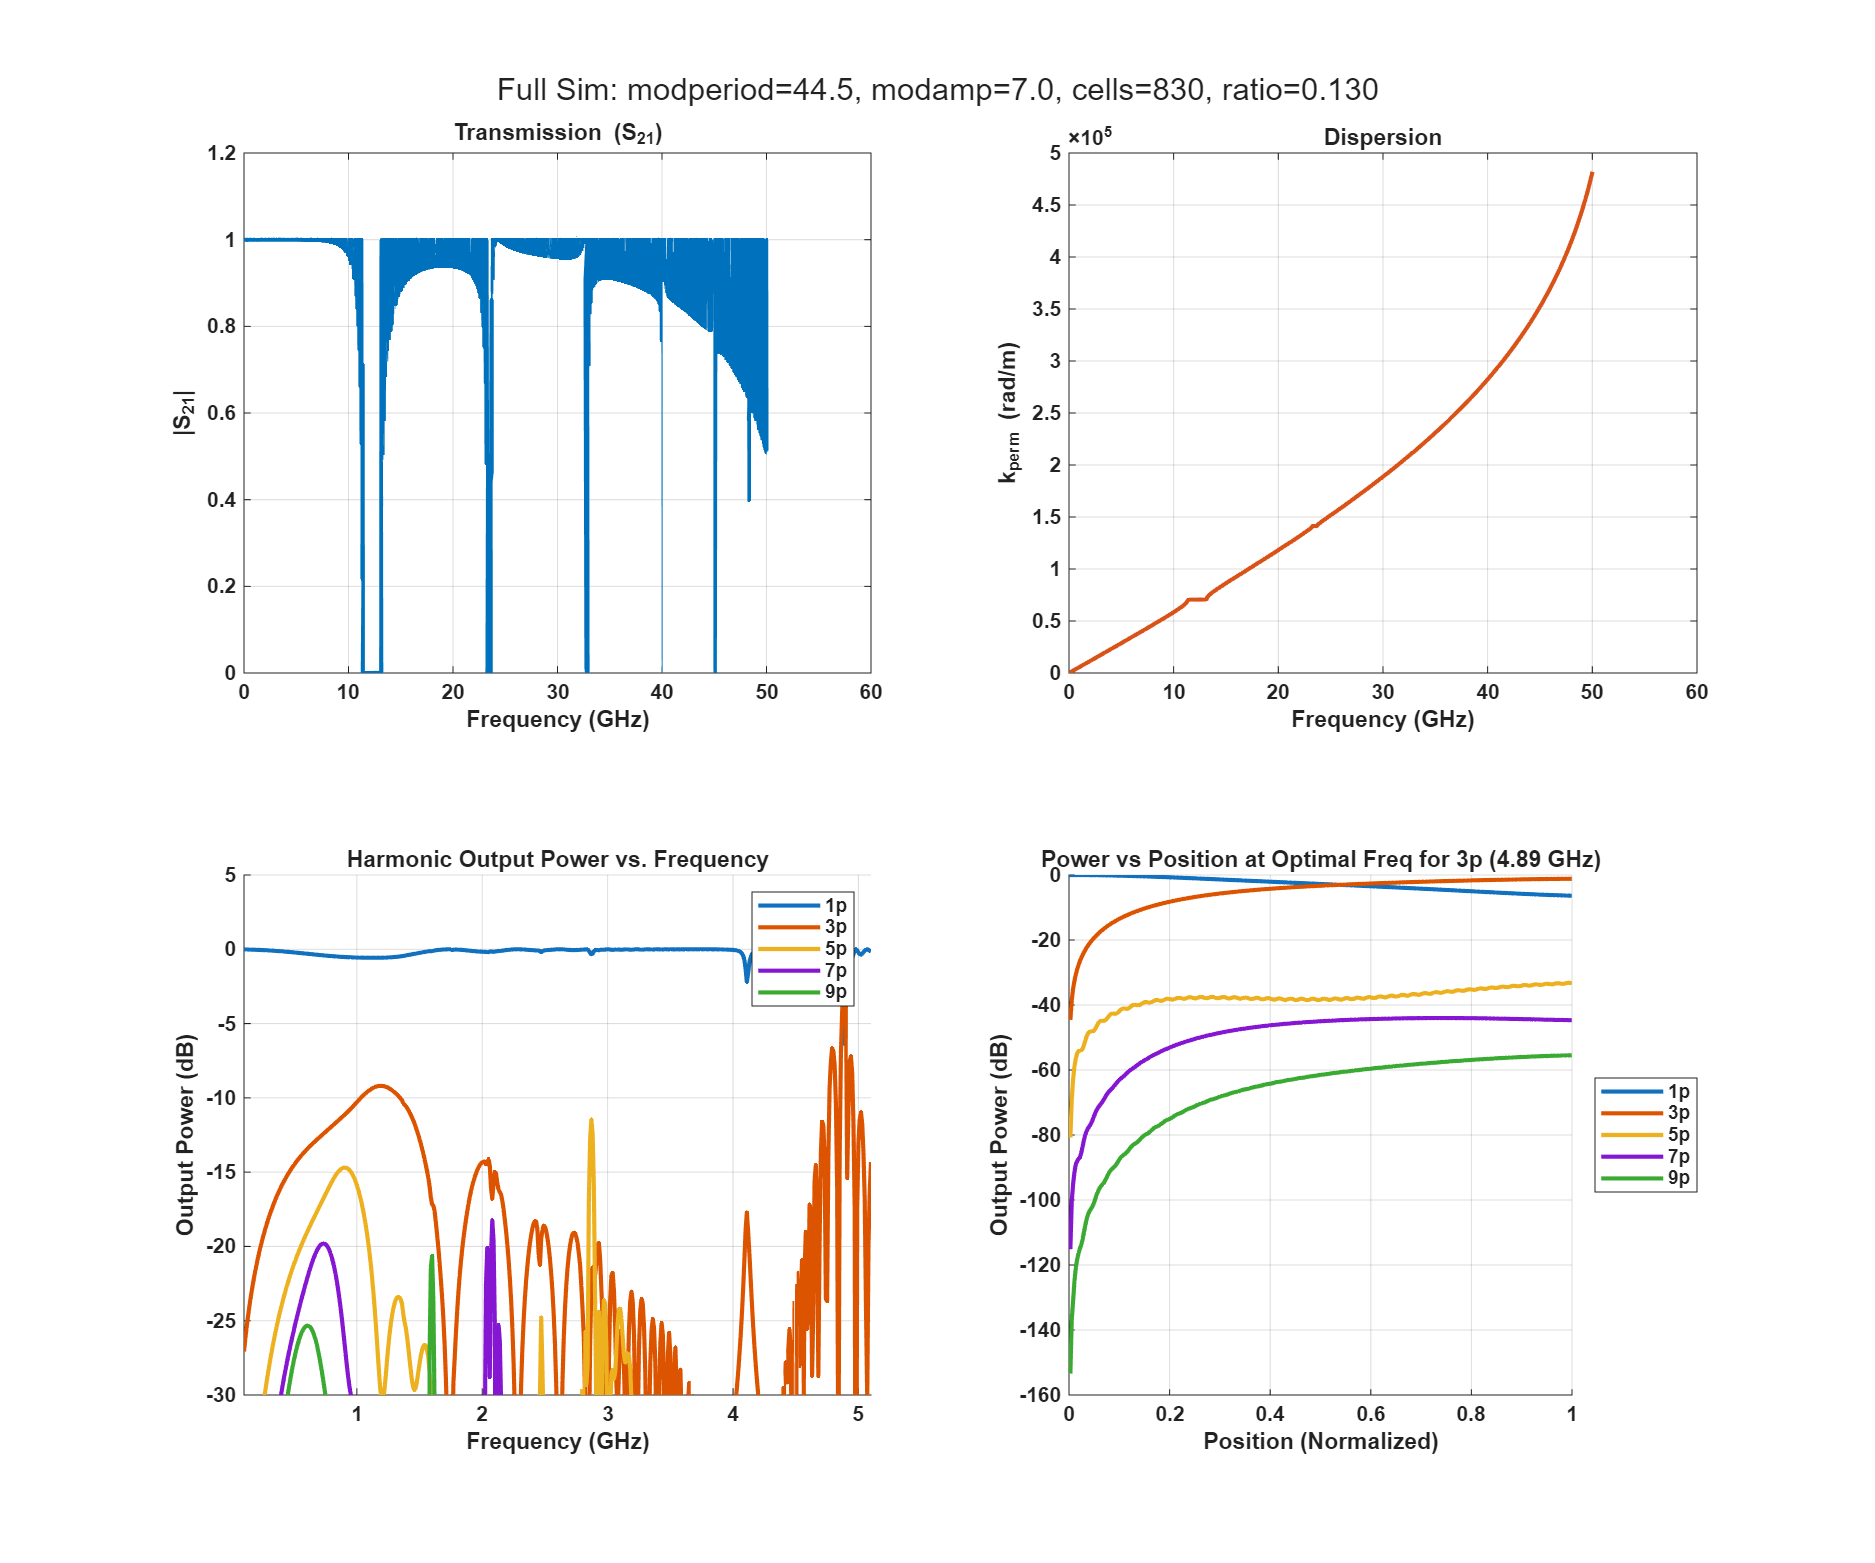 Full Sim: modperiod=44.5, modamp=7.0, cells=830, ratio=0.130
Transmission (S21)
1.2
1
0.8
0.6
0.4
0.2
0
|S21|
0 10 20 30 40 50 60
Frequency (GHz)
×10^5
Dispersion
5
4.5
4
3.5
3
2.5
2
1.5
1
0.5
0
kperm (rad/m)
0 10 20 30 40 50 60
Frequency (GHz)
Harmonic Output Power vs. Frequency
5
0
-5
-10
-15
-20
-25
-30
Output Power (dB)
1p
3p
5p
7p
9p
1 2 3 4 5
Frequency (GHz)
Power vs Position at Optimal Freq for 3p (4.89 GHz)
0
-20
-40
-60
-80
-100
-120
-140
-160
Output Power (dB)
0 0.2 0.4 0.6 0.8 1
Position (Normalized)
1p
3p
5p
7p
9p